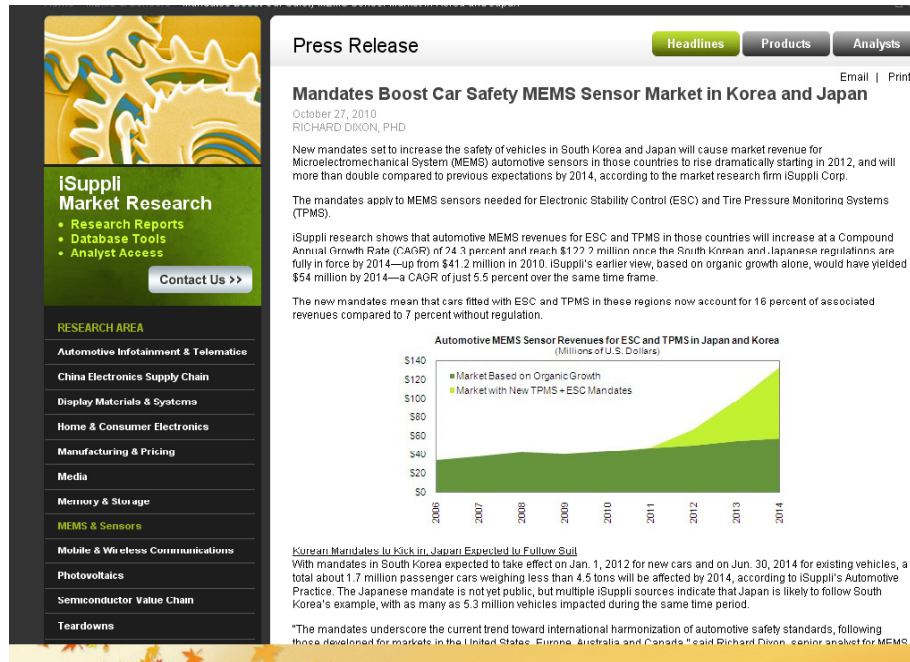 Press Release
Headlines
Products
Analysts
Email | Print
Mandates Boost Car Safety MEMS Sensor Market in Korea and Japan
October 27, 2010
RICHARD DIXON, PHD
New mandates set to increase the safety of vehicles in South Korea and Japan will cause market revenue for
Microelectromechanical System (MEMS) automotive sensors in those countries to rise dramatically starting in 2012, and will
more than double compared to previous expectations by 2014, according to the market research firm iSuppli Corp.
The mandates apply to MEMS sensors needed for Electronic Stability Control (ESC) and Tire Pressure Monitoring Systems
(TPMS).
iSuppli research shows that automotive MEMS revenues for ESC and TPMS in those countries will increase at a Compound
Annual Growth Rate (CAGR) of 24.3 percent and reach $122.2 million once the South Korean and Japanese regulations are
fully in force by 2014—up from $41.2 million in 2010. iSuppli's earlier view, based on organic growth alone, would have yielded
$54 million by 2014—a CAGR of just 5.5 percent over the same time frame.
The new mandates mean that cars fitted with ESC and TPMS in these regions now account for 16 percent of associated
revenues compared to 7 percent without regulation.
Automotive MEMS Sensor Revenues for ESC and TPMS in Japan and Korea
(Millions of U.S. Dollars)
$140
$120
$100
$80
$60
$40
$20
$0
Market Based on Organic Growth
Market with New TPMS + ESC Mandates
2006
2007
2008
2009
2010
2011
2012
2013
2014
Korean Mandates to Kick in, Japan Expected to Follow Suit
With mandates in South Korea expected to take effect on Jan. 1, 2012 for new cars and on Jun. 30, 2014 for existing vehicles, a
total about 1.7 million passenger cars weighing less than 4.5 tons will be affected by 2014, according to iSuppli's Automotive
Practice. The Japanese mandate is not yet public, but multiple iSuppli sources indicate that Japan is likely to follow South
Korea's example, with as many as 5.3 million vehicles impacted during the same time period.
"The mandates underscore the current trend toward international harmonization of automotive safety standards, following
those developed for markets in the United States, Europe, Australia and Canada," said Richard Dixon, senior analyst for MEMS
iSuppli
Market Research
• Research Reports
• Database Tools
• Analyst Access
Contact Us >>
RESEARCH AREA
Automotive Infotainment & Telematics
China Electronics Supply Chain
Display Materials & Systems
Home & Consumer Electronics
Manufacturing & Pricing
Media
Memory & Storage
MEMS & Sensors
Mobile & Wireless Communications
Photovoltaics
Semiconductor Value Chain
Teardowns